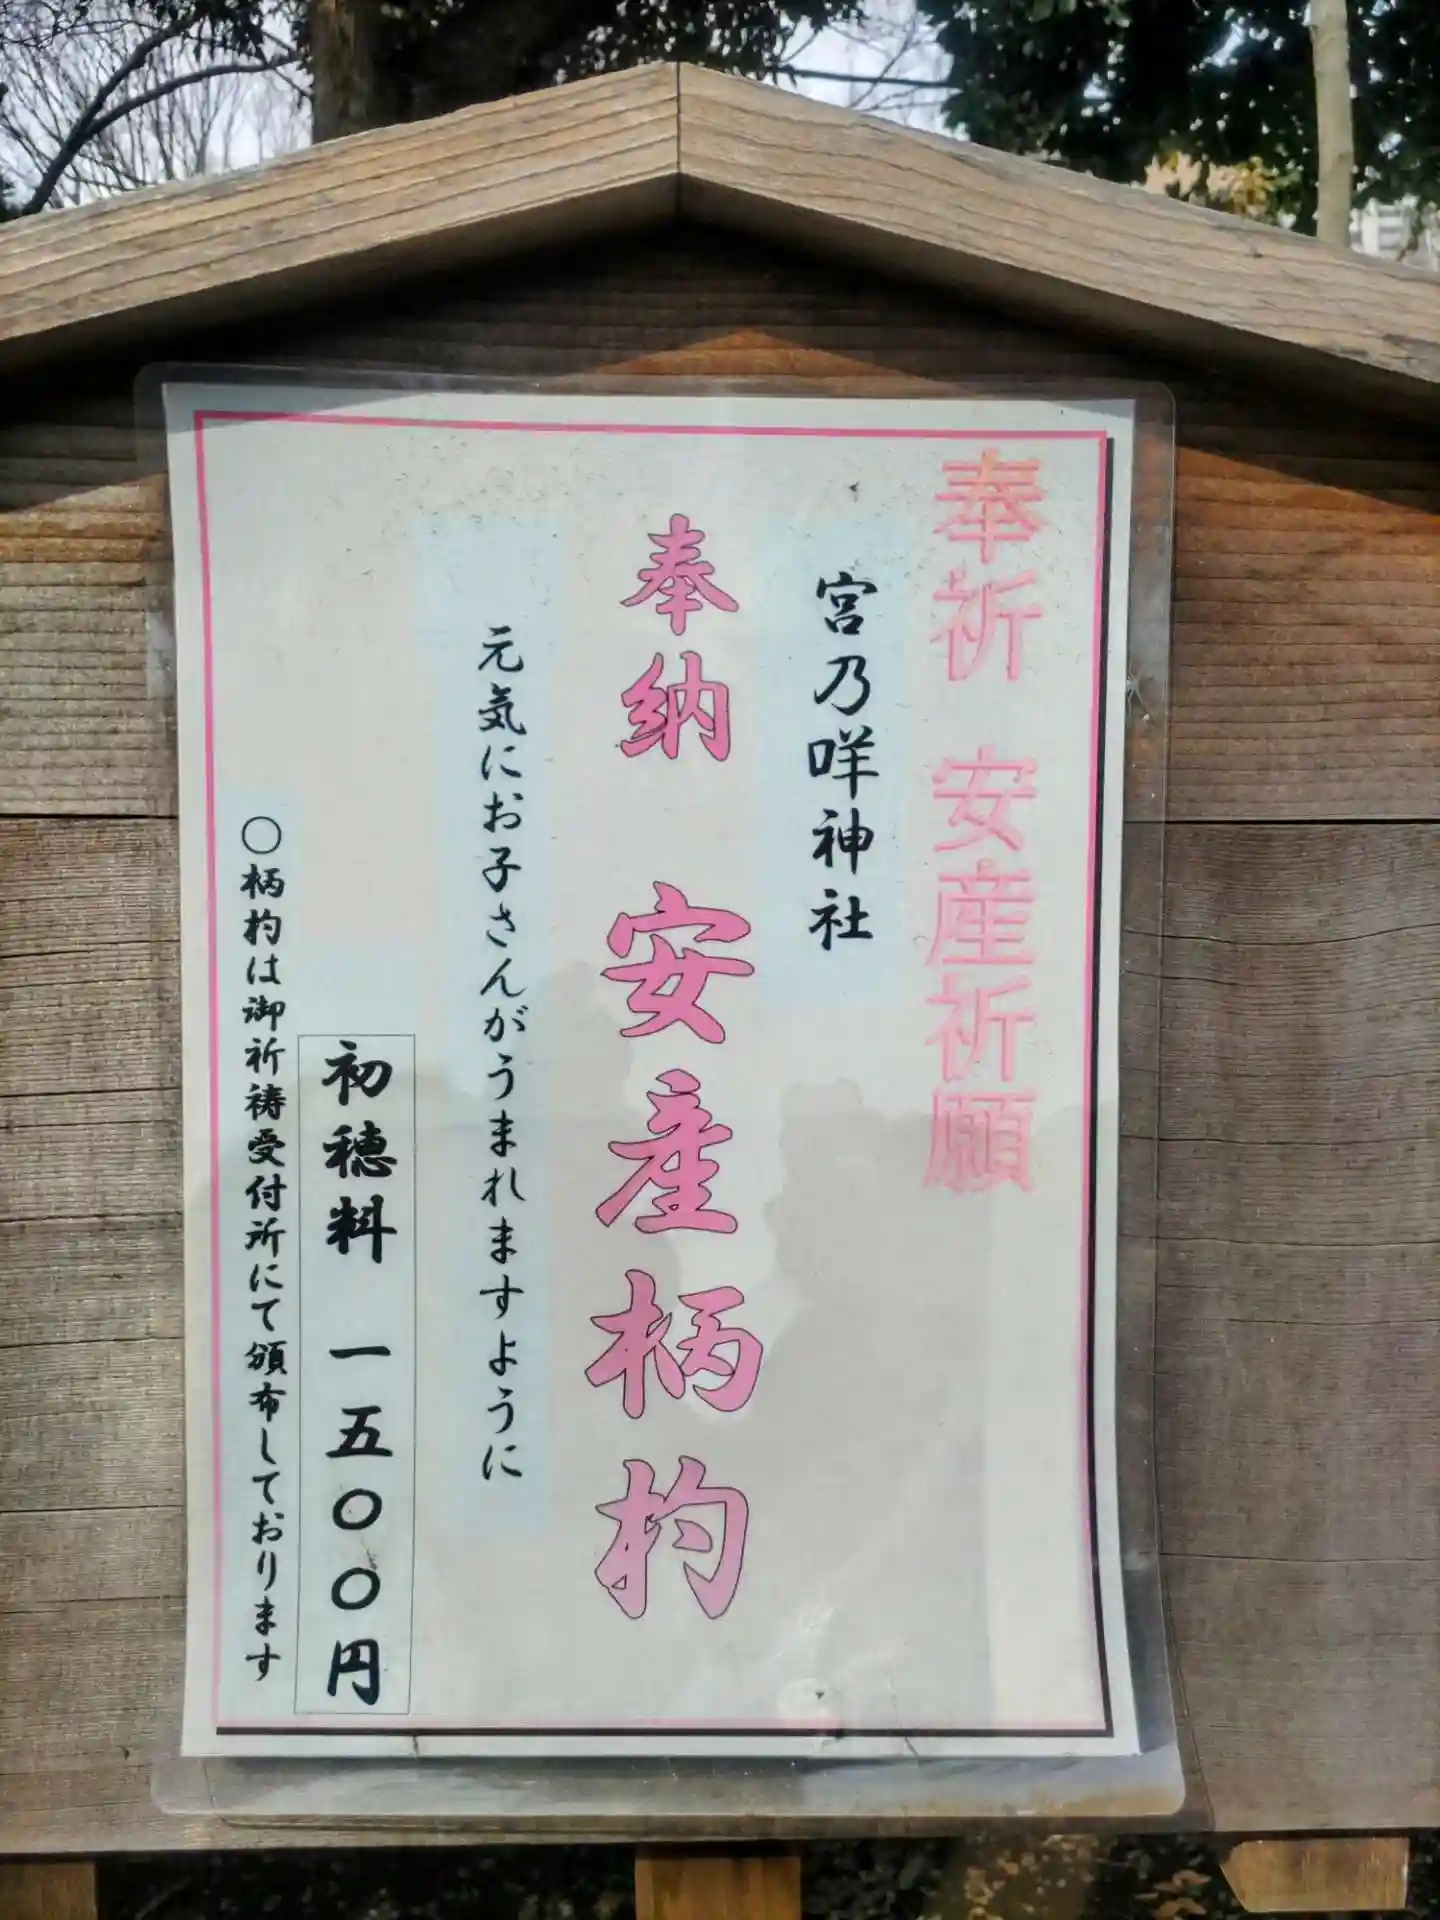 奉祈 安産祈願
宮乃咩神社
奉納 安産柄杓
元気にお子さんがうまれますように
初穂料 一五〇〇円
〇柄杓は御祈祷受付所にて頒布しております